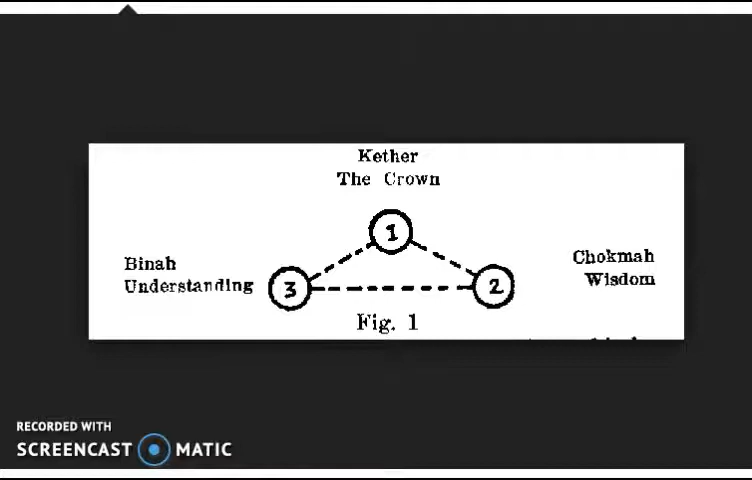 Kether
The Crown
1
Binah
Understanding
3
2
Chokmah
Wisdom
Fig. 1
RECORDED WITH
SCREENCAST MATIC